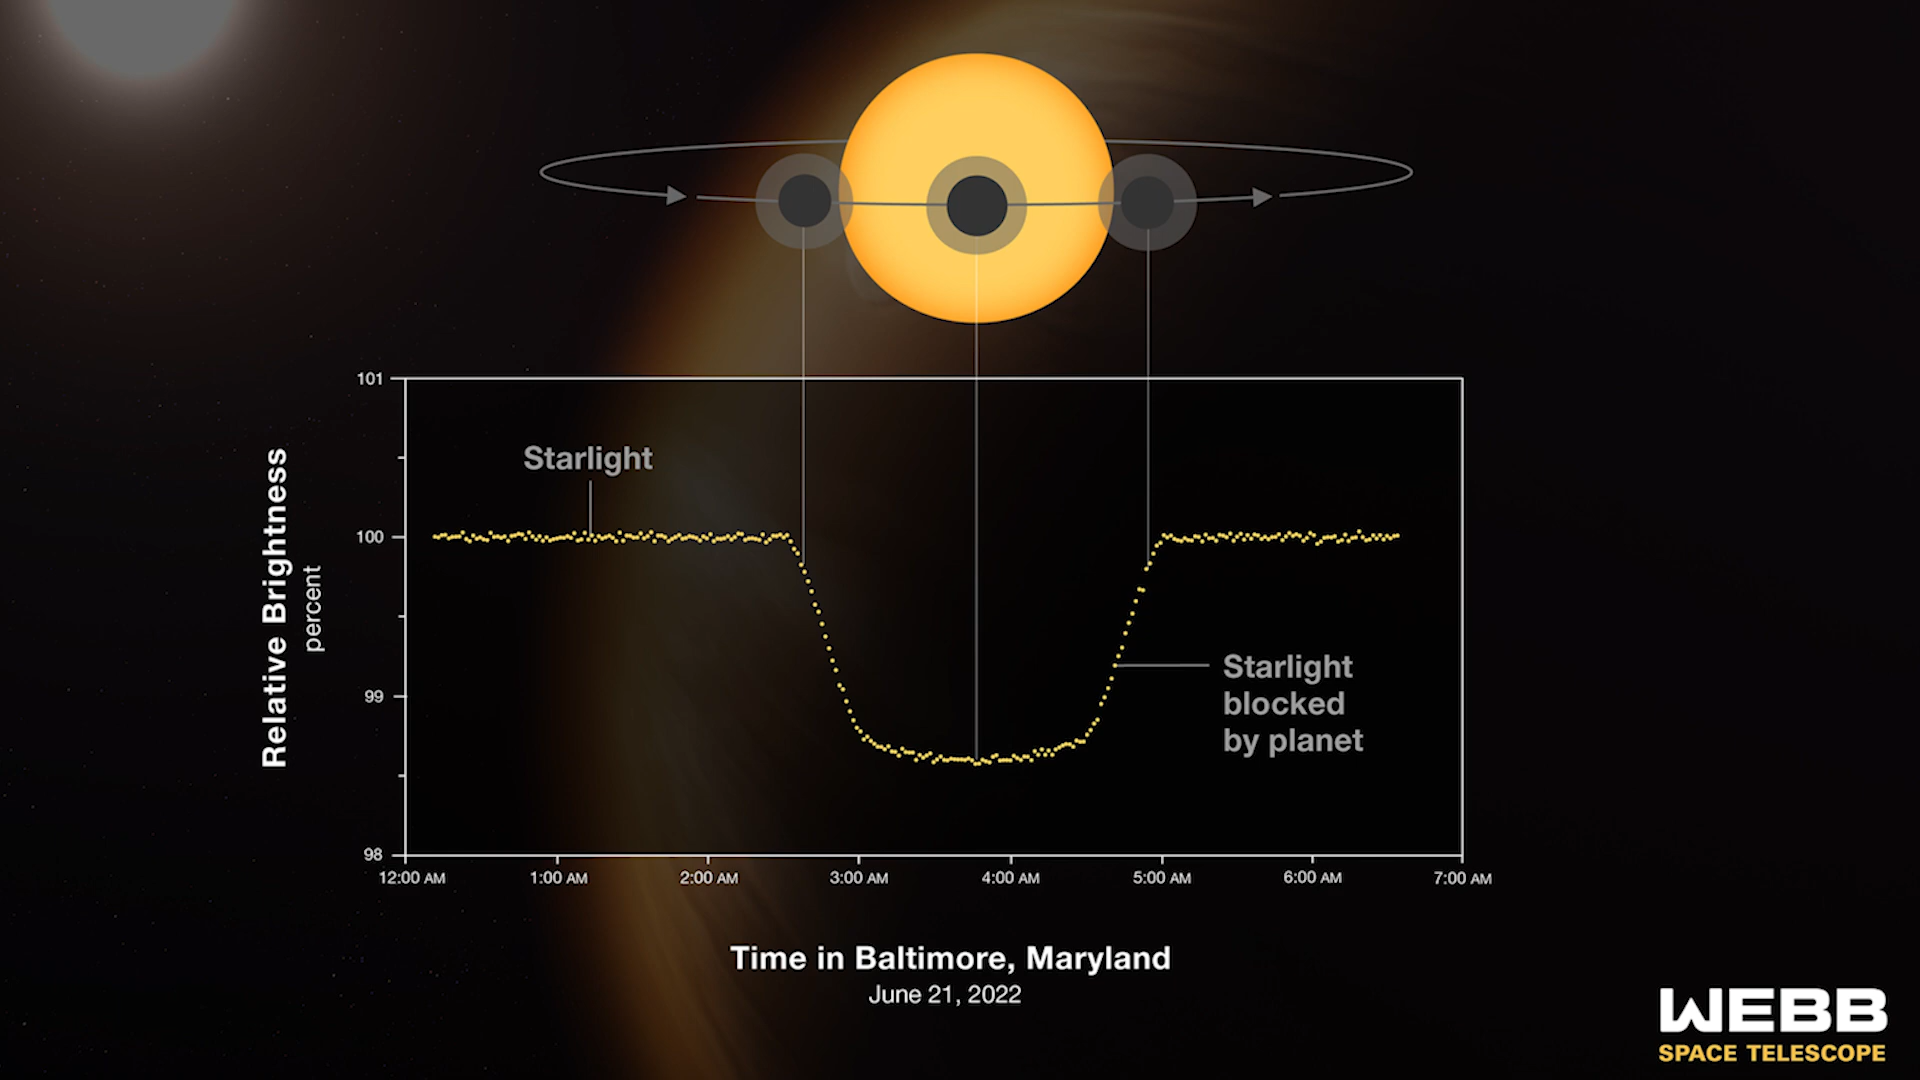 101
100
99
98
Relative Brightness
percent
Starlight
Starlight
blocked
by planet
12:00 AM 1:00 AM 2:00 AM 3:00 AM 4:00 AM 5:00 AM 6:00 AM 7:00 AM
Time in Baltimore, Maryland
June 21, 2022
WEBB
SPACE TELESCOPE